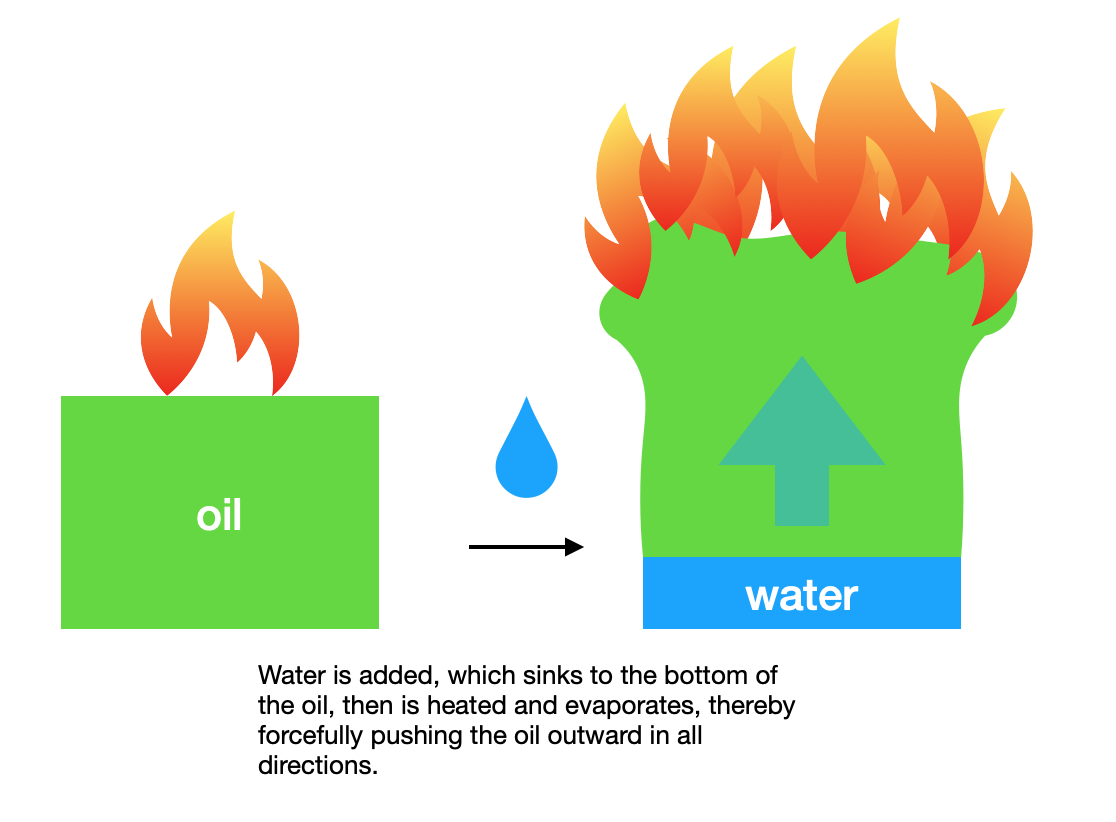 oil
water
Water is added, which sinks to the bottom of
the oil, then is heated and evaporates, thereby
forcefully pushing the oil outward in all
directions.